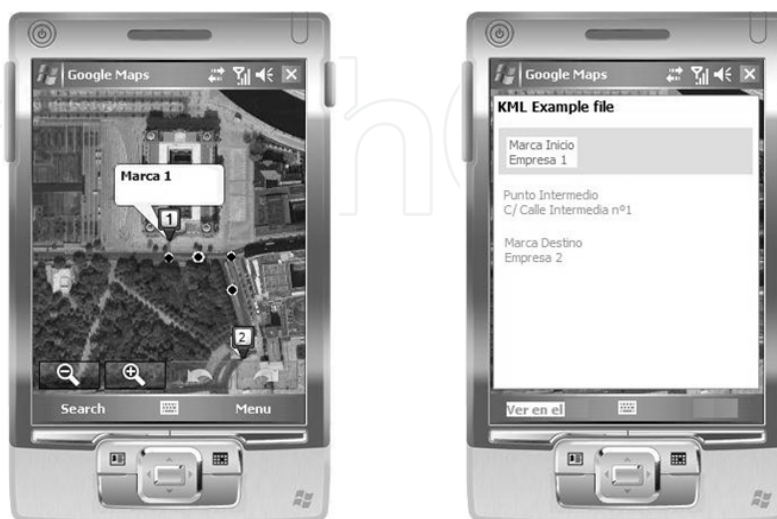 Google Maps
Marca 1
1
2
Search
Menu
Google Maps
KML Example file
Marca Inicio
Empresa 1
Punto Intermedio
C/ Calle Intermedia nº1
Marca Destino
Empresa 2
Ver en el